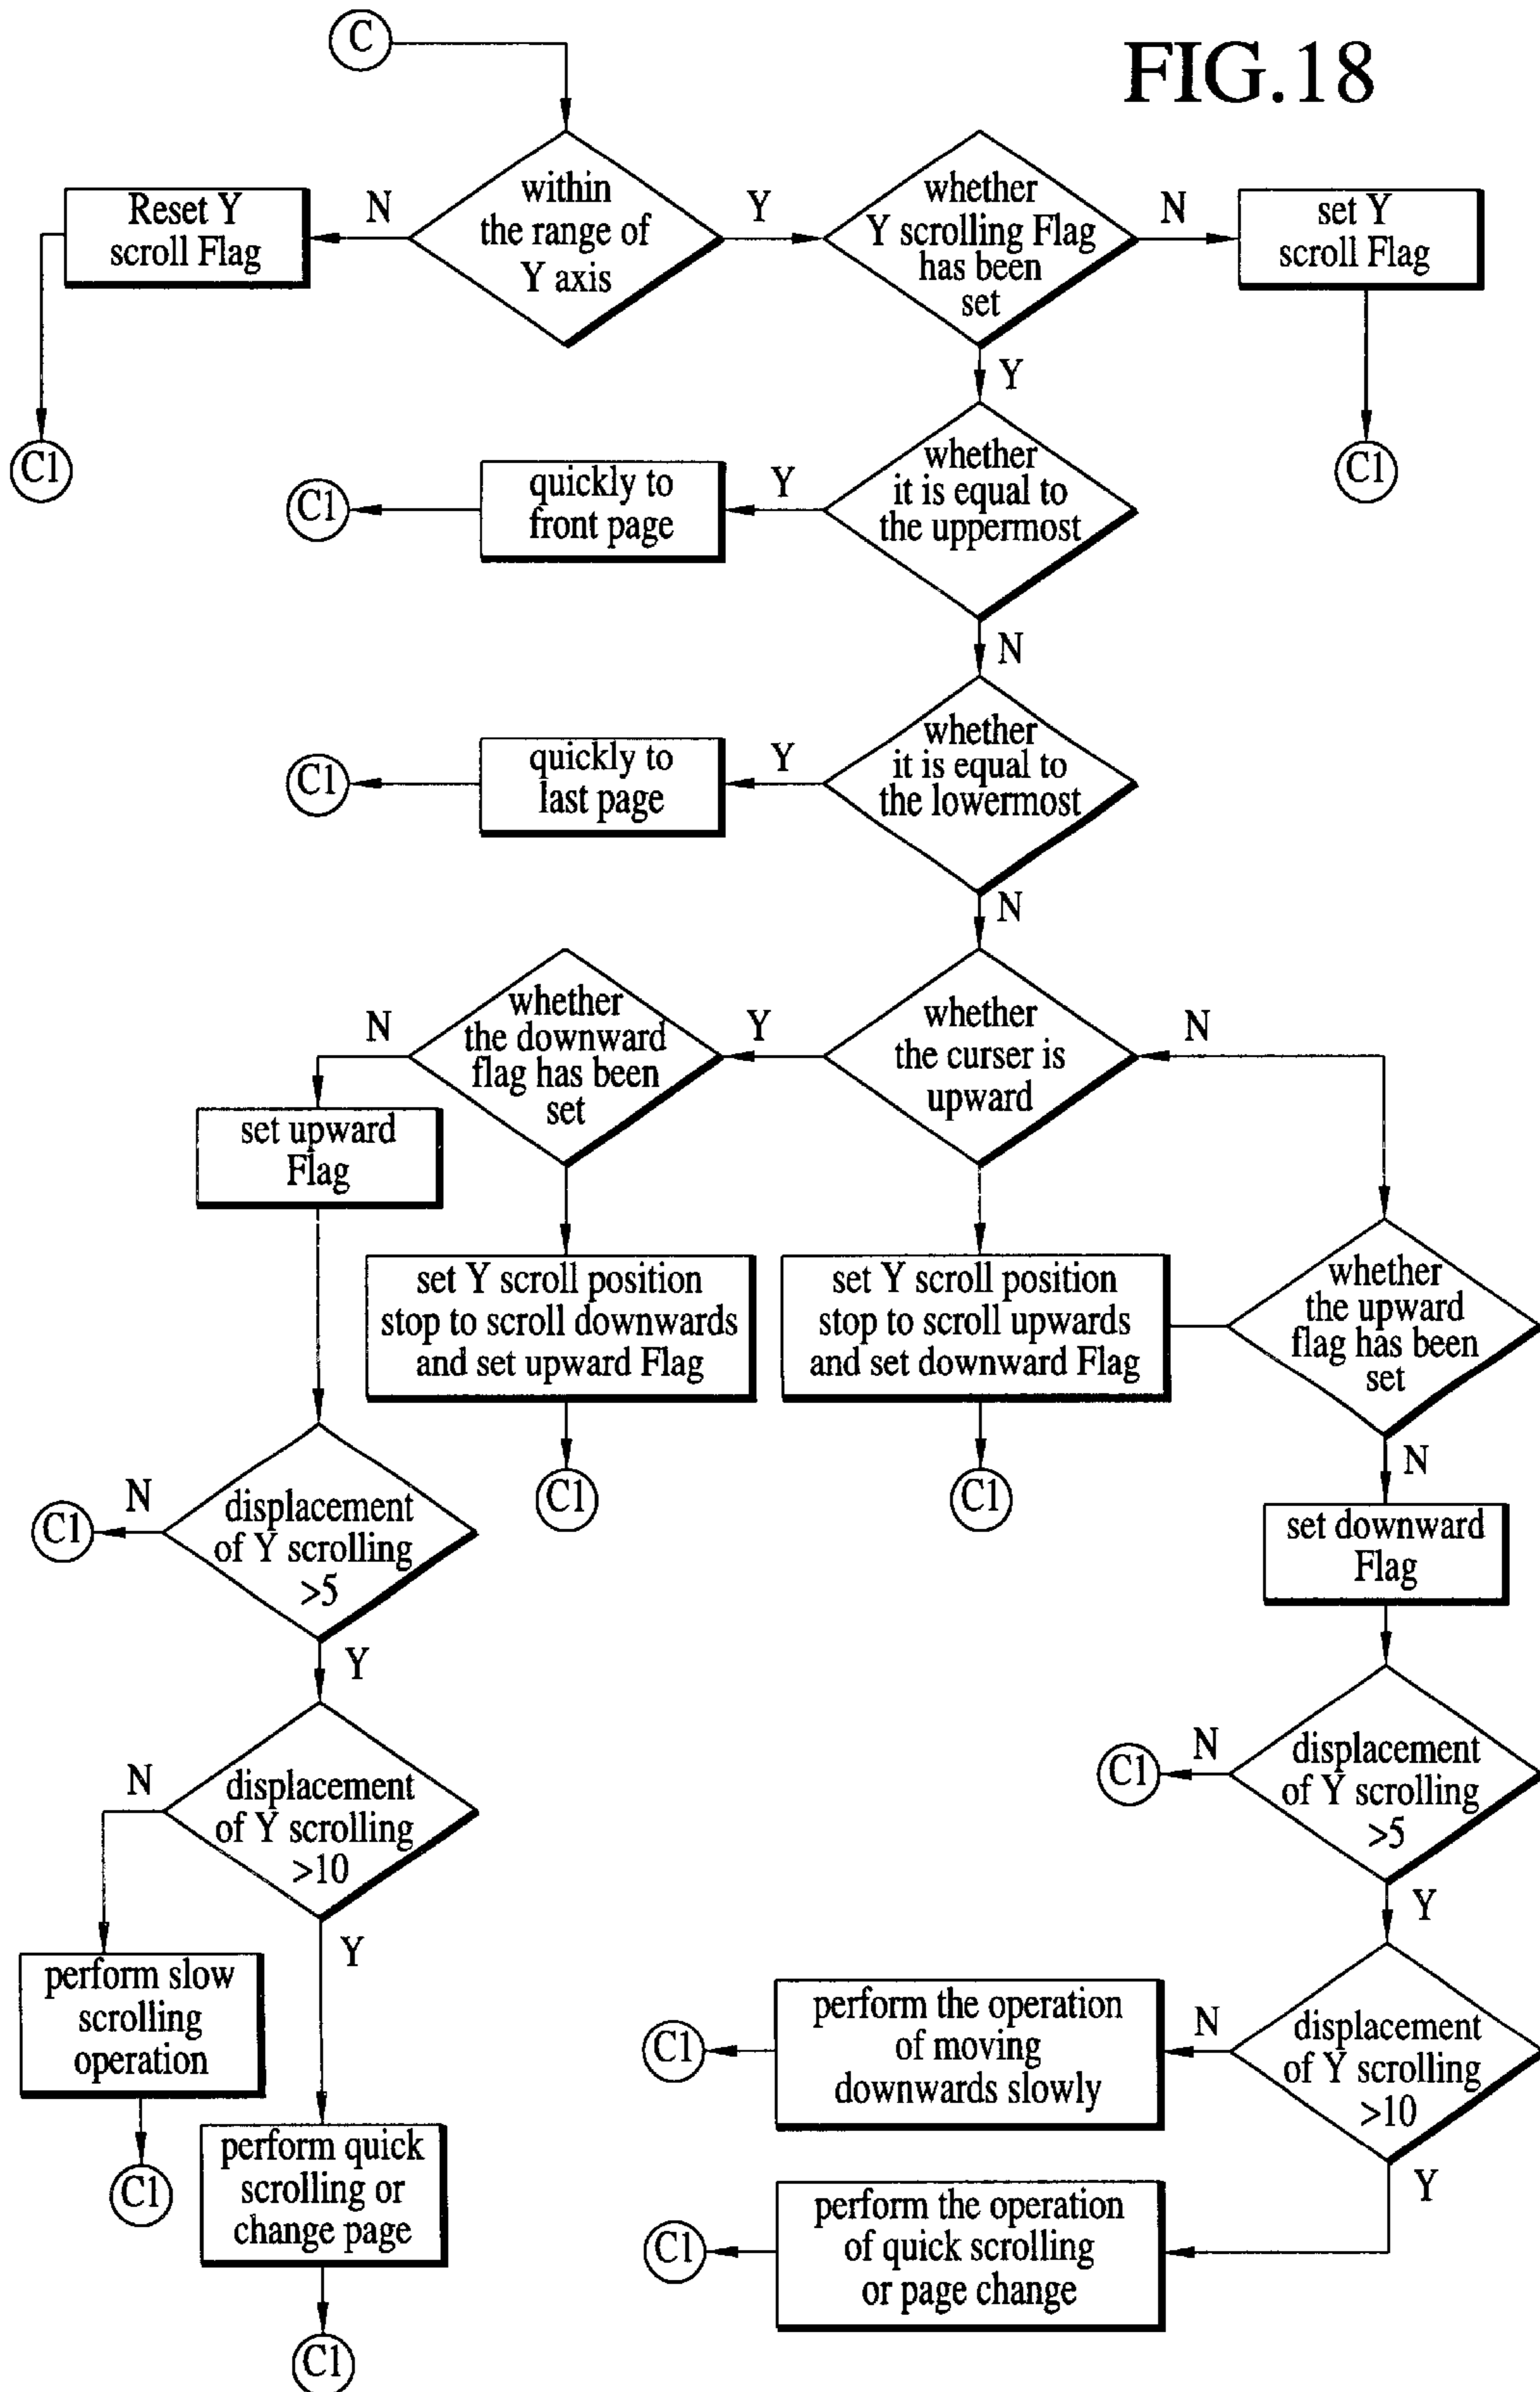 C
FIG.18
Reset Y
scroll Flag
N
within
the range of
Y axis
Y
whether
Y scrolling Flag
has been
set
N
set Y
scroll Flag
Y
C1
C1
C1
quickly to
front page
Y
whether
it is equal to
the uppermost
N
C1
quickly to
last page
Y
whether
it is equal to
the lowermost
N
N
whether
the downward
flag has been
set
Y
whether
the curser is
upward
N
set upward
Flag
set Y scroll position
stop to scroll downwards
and set upward Flag
set Y scroll position
stop to scroll upwards
and set downward Flag
whether
the upward
flag has been
set
N
C1
C1
C1
N
displacement
of Y scrolling
>5
Y
set downward
Flag
N
displacement
of Y scrolling
>10
Y
C1
N
displacement
of Y scrolling
>5
Y
perform slow
scrolling
operation
C1
perform quick
scrolling or
change page
C1
C1
perform the operation
of moving
downwards slowly
N
displacement
of Y scrolling
>10
Y
C1
perform the operation
of quick scrolling
or page change